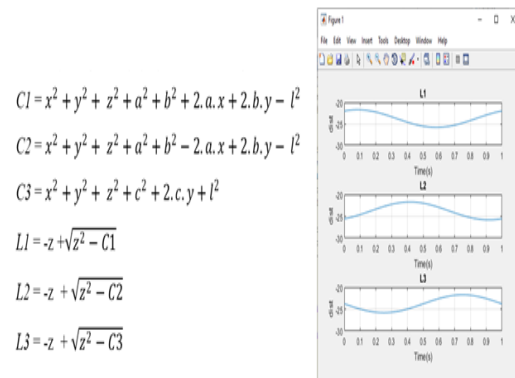 C1 = x² + y² + z² + a² + b² + 2.a.x + 2.b.y − l²
C2 = x² + y² + z² + a² + b² − 2.a.x + 2.b.y − l²
C3 = x² + y² + z² + c² + 2.c.y + l²
L1 = -z +√z² − C1
L2 = -z + √z² − C2
L3 = -z + √z² − C3
Figure 1
File Edit View Insert Tools Desktop Window Help
L1
-20
-25
-30
0 0.1 0.2 0.3 0.4 0.5 0.6 0.7 0.8 0.9 1
Time(s)
L2
-20
-25
-30
0 0.1 0.2 0.3 0.4 0.5 0.6 0.7 0.8 0.9 1
Time(s)
L3
-20
-25
-30
0 0.1 0.2 0.3 0.4 0.5 0.6 0.7 0.8 0.9 1
Time(s)